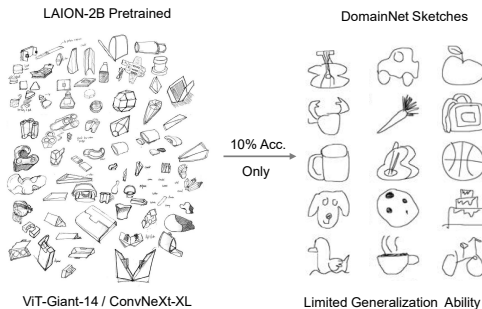 LAION-2B Pretrained
DomainNet Sketches
10% Acc.
Only
ViT-Giant-14 / ConvNeXt-XL
Limited Generalization Ability